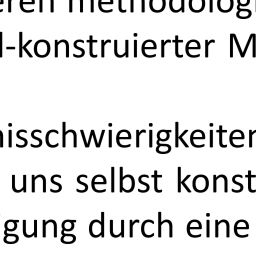 eren methodologi
l-konstruierter M
nisschwierigkeiten
uns selbst konst
gung durch eine